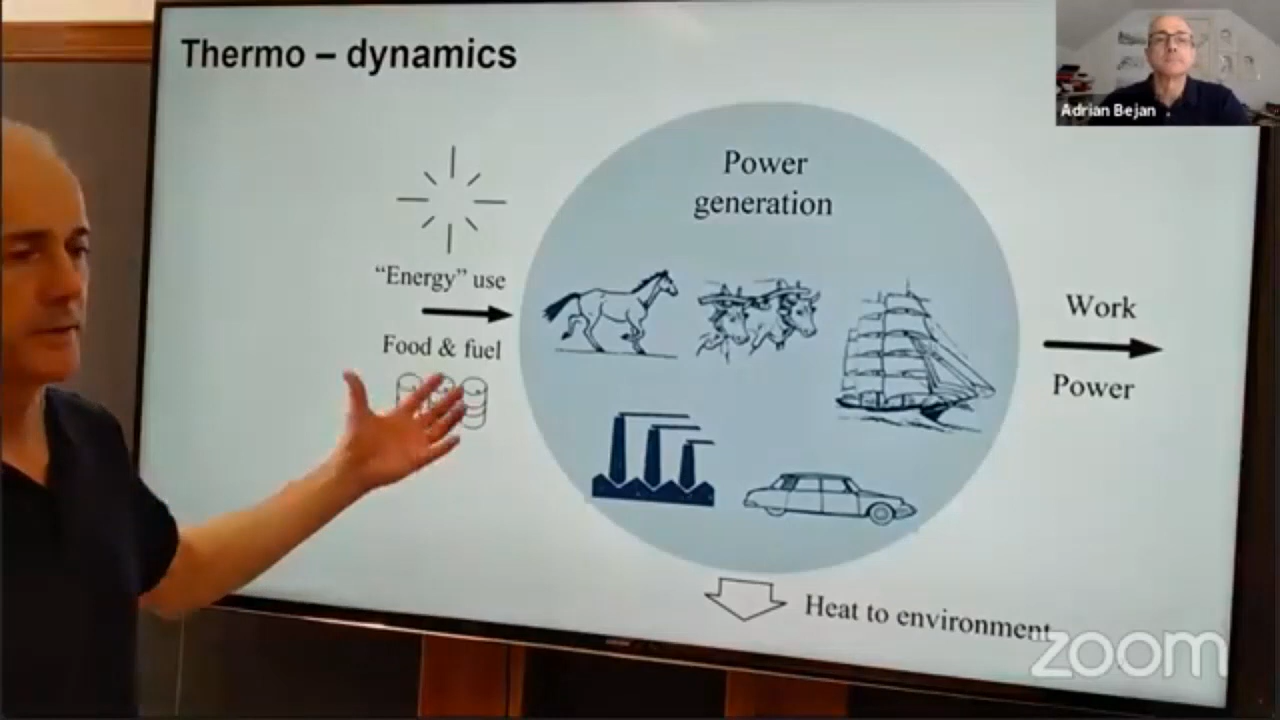 Thermo – dynamics
Adrian Bejan
Power
generation
“Energy” use
Food & fuel
Work
Power
Heat to environment
zoom